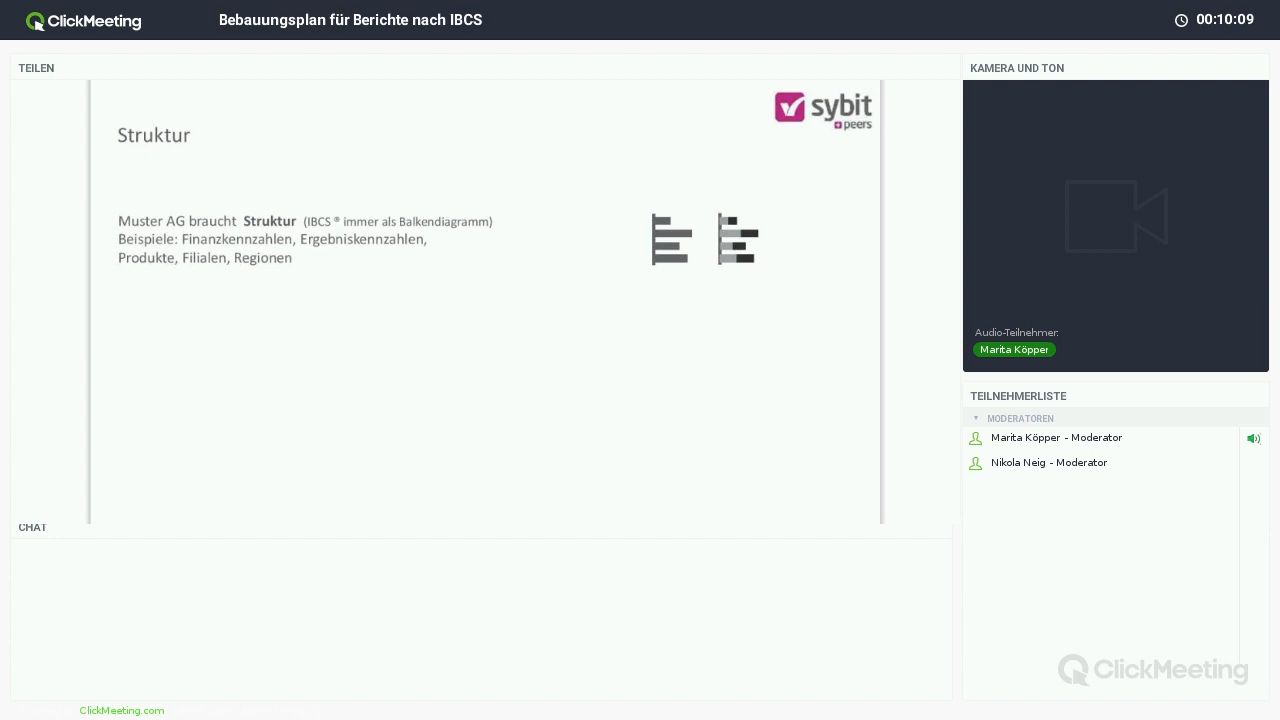 ClickMeeting
Bebauungsplan für Berichte nach IBCS
00:10:09
TEILEN
sybit
+peers
Struktur
Muster AG braucht Struktur (IBCS ® immer als Balkendiagramm)
Beispiele: Finanzkennzahlen, Ergebniskennzahlen,
Produkte, Filialen, Regionen
CHAT
KAMERA UND TON
Audio-Teilnehmer:
Marita Köpper
TEILNEHMERLISTE
MODERATOREN
Marita Köpper - Moderator
Nikola Neig - Moderator
ClickMeeting
ClickMeeting.com